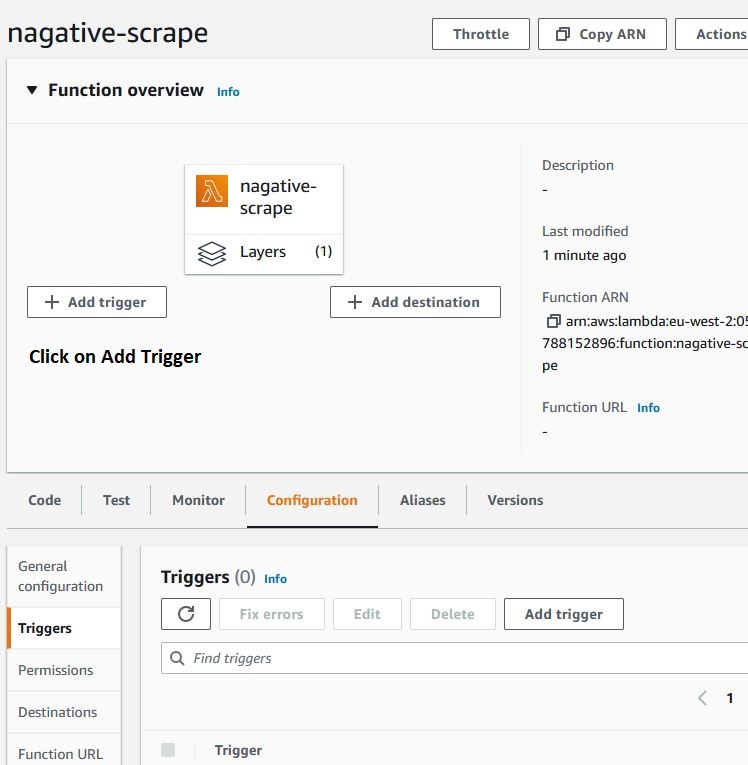 nagative-scrape
Throttle
Copy ARN
Actions
Function overview
Info
nagative-
scrape
Layers (1)
Add trigger
Add destination
Click on Add Trigger
Description
-
Last modified
1 minute ago
Function ARN
arn:aws:lambda:eu-west-2:05
788152896:function:nagative-sc
pe
Function URL Info
-
Code
Test
Monitor
Configuration
Aliases
Versions
General
configuration
Triggers
Permissions
Destinations
Function URL
Triggers (0) Info
Fix errors
Edit
Delete
Add trigger
Find triggers
1
Trigger